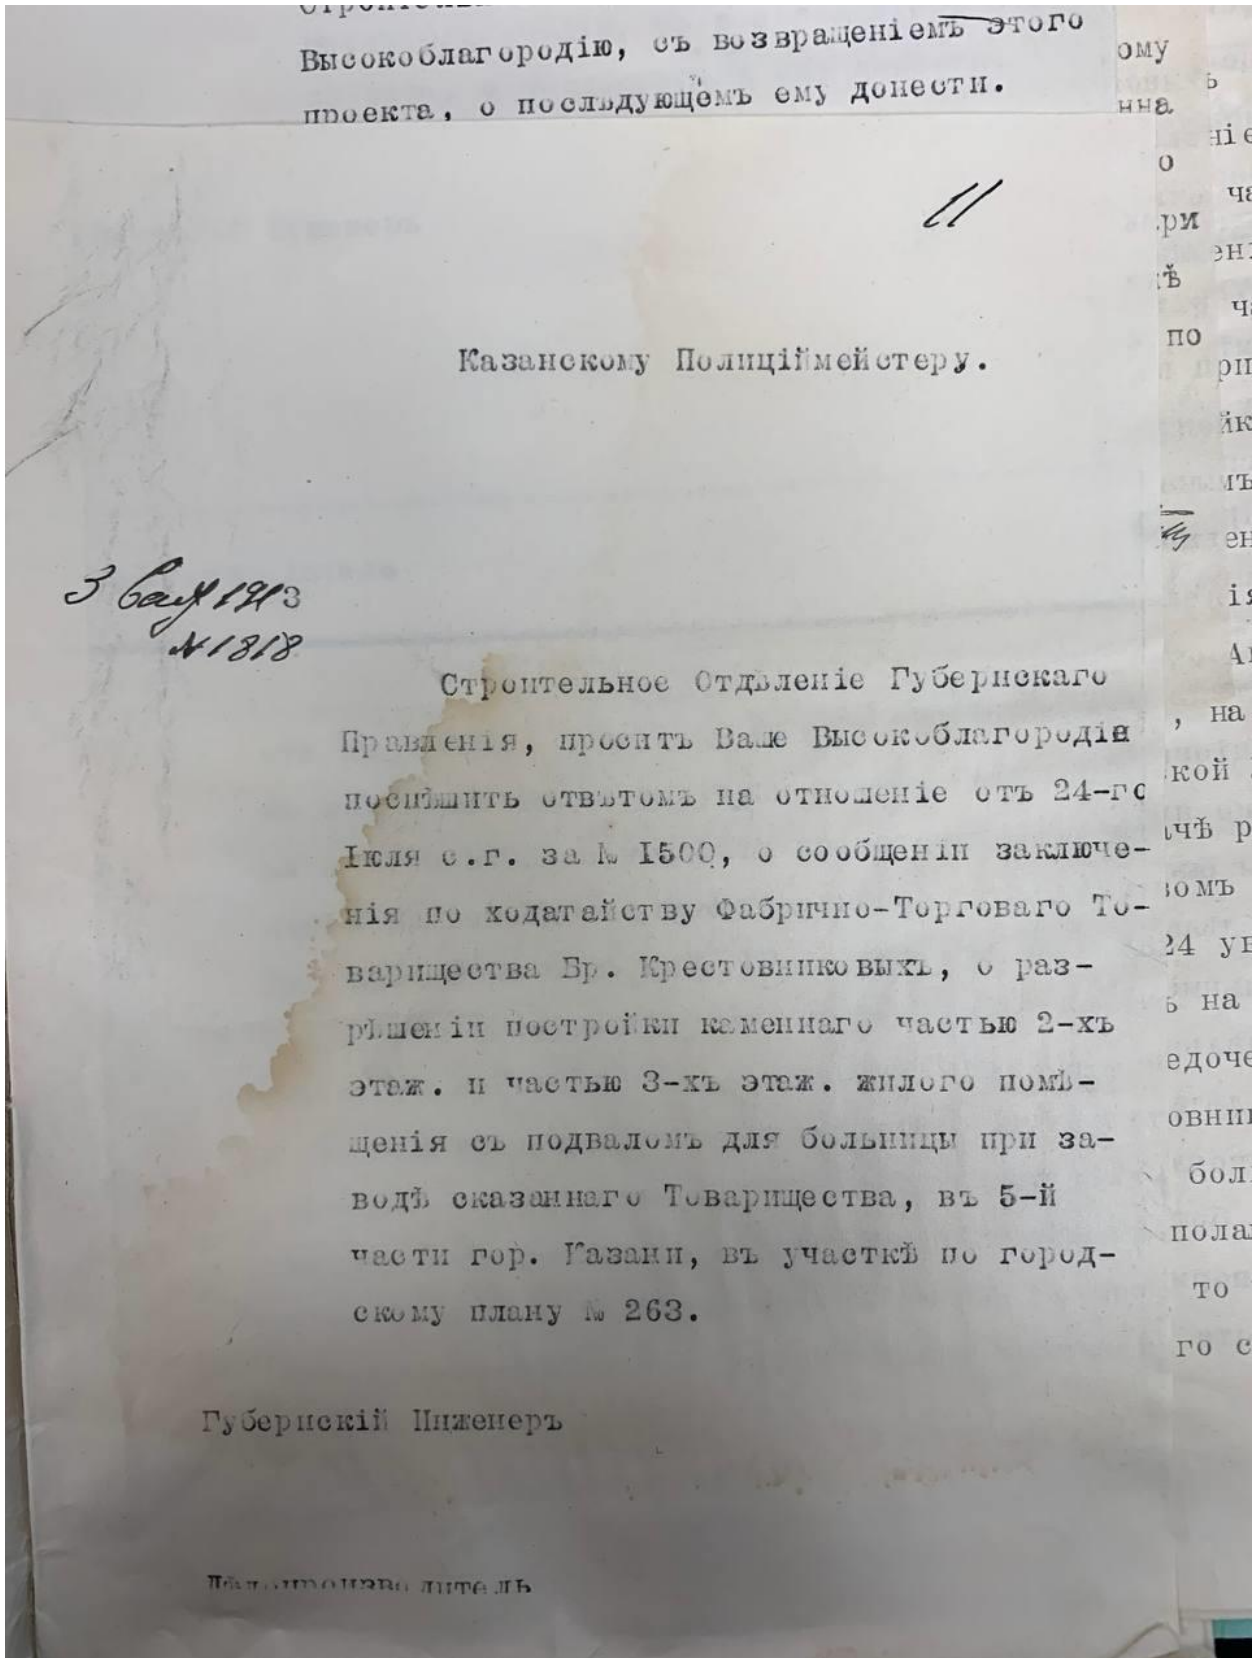 Высокоблагородію, съ возвращеніемъ этого
проекта, о послѣдующемъ ему донести.
11
Казанскому Полиціймейстеру.
3 1913
№ 1818
Строительное Отдѣленіе Губернскаго
Правленія, проситъ Ваше Высокоблагородіе
поспѣшить отвѣтомъ на отношеніе отъ 24-го
Іюля с.г. за № 1500, о сообщеніи заключе-
нія по ходатайству Фабрично-Торговаго То-
варищества Бр. Крестовниковыхъ, о раз-
рѣшеніи постройки каменнаго частью 2-хъ
этаж. и частью 3-хъ этаж. жилого помѣ-
щенія съ подваломъ для больницы при за-
водѣ сказаннаго Товарищества, въ 5-й
части гор. Казани, въ участкѣ по город-
скому плану № 263.
Губернскій Инженеръ
Дѣлопроизводитель